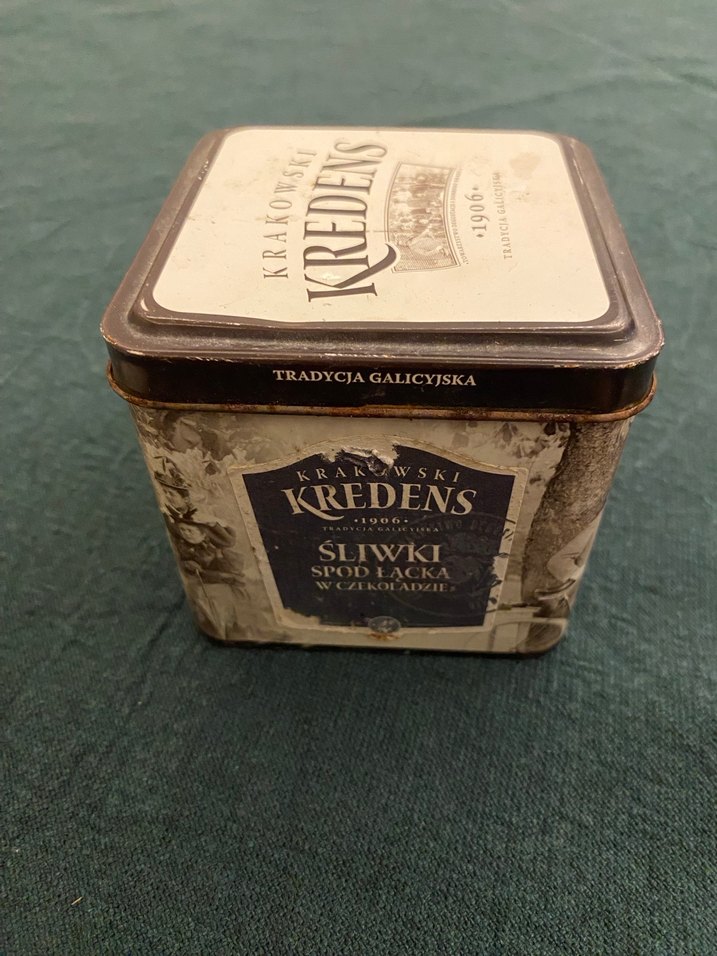 KRAKOWSKI
KREDENS
•1906•
TRADYCJA GALICYJSKA
TRADYCJA GALICYJSKA
KRAKOWSKI
KREDENS
•1906•
TRADYCJA GALICYJSKA
ŚLIWKI
SPOD ŁĄCKA
W CZEKOLADZIE